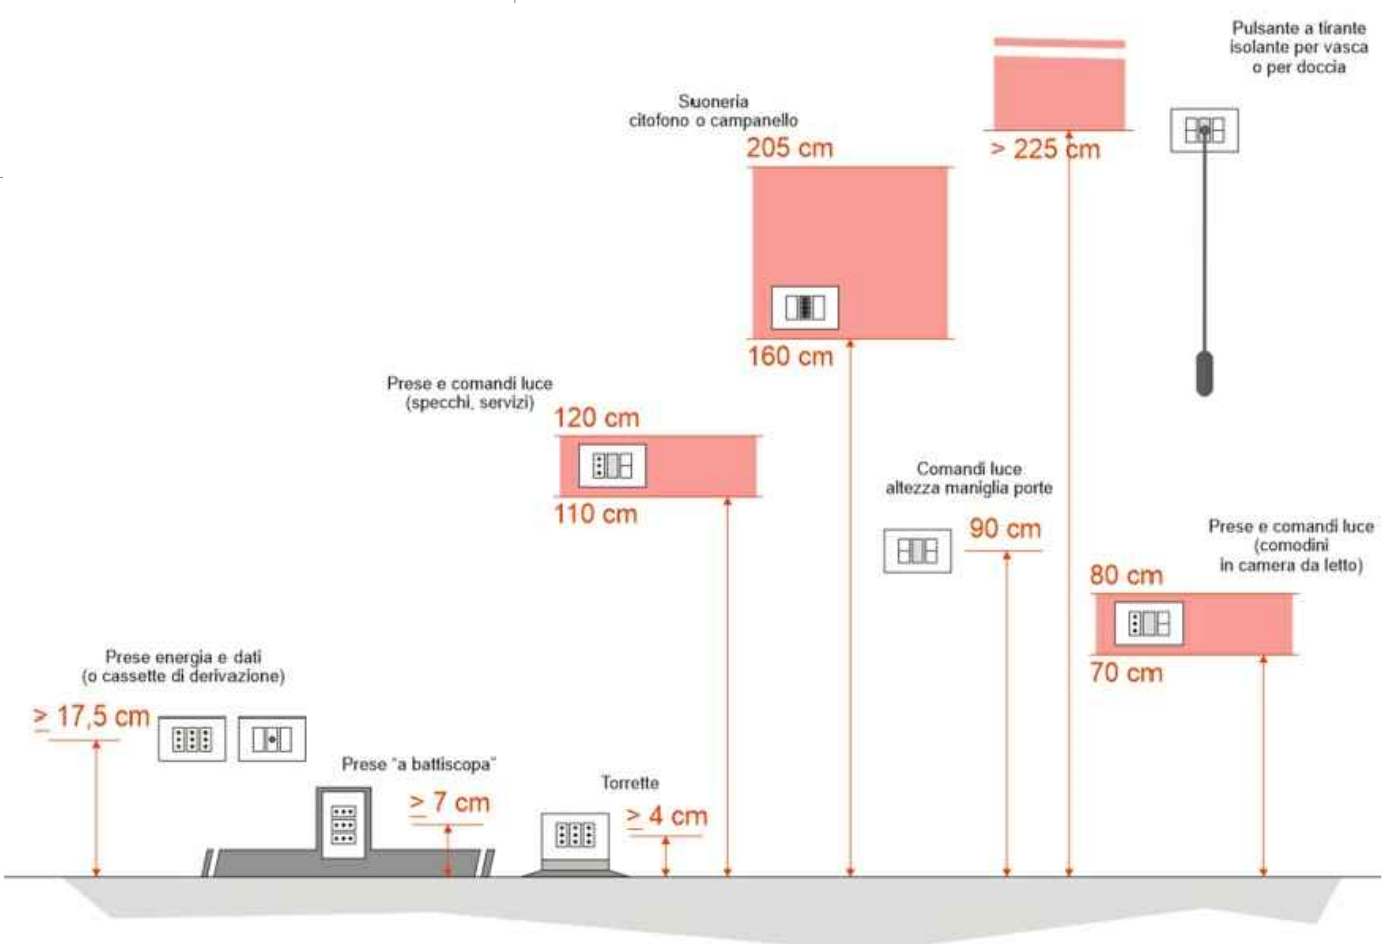 Pulsante a tirante
isolante per vasca
o per doccia
Suoneria
citofono o campanello
205 cm
> 225 cm
160 cm
Prese e comandi luce
(specchi, servizi)
120 cm
110 cm
Comandi luce
altezza maniglia porte
90 cm
Prese e comandi luce
(comodini
in camera da letto)
80 cm
70 cm
Prese energia e dati
(o cassette di derivazione)
≥ 17,5 cm
Prese "a battiscopa"
≥ 7 cm
Torrette
≥ 4 cm